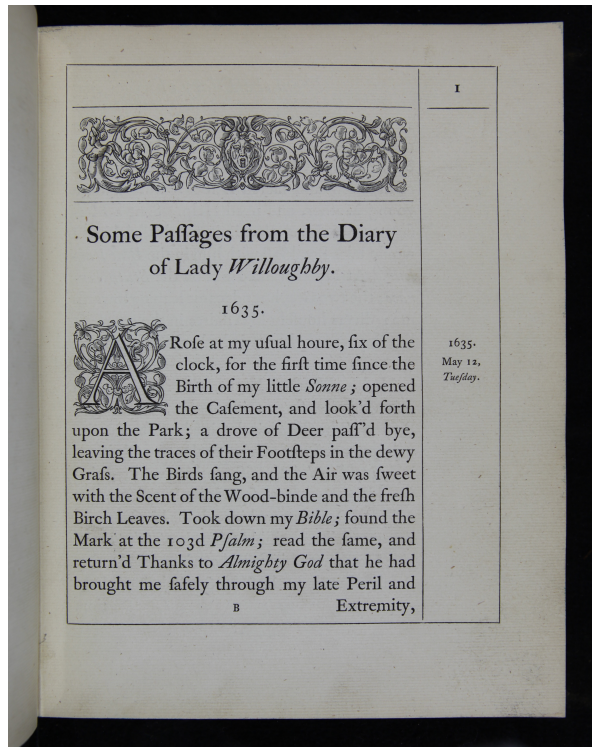 I
Some Paſſages from the Diary
of Lady Willoughby.
1635.
ARoſe at my uſual houre, ſix of the
clock, for the firſt time ſince the
Birth of my little Sonne; opened
the Caſement, and look'd forth
upon the Park; a drove of Deer paſſ'd bye,
leaving the traces of their Footſteps in the dewy
Graſs. The Birds ſang, and the Air was ſweet
with the Scent of the Wood-binde and the freſh
Birch Leaves. Took down my Bible; found the
Mark at the 103d Pſalm; read the ſame, and
return'd Thanks to Almighty God that he had
brought me ſafely through my late Peril and
B Extremity,
1635.
May 12,
Tueſday.